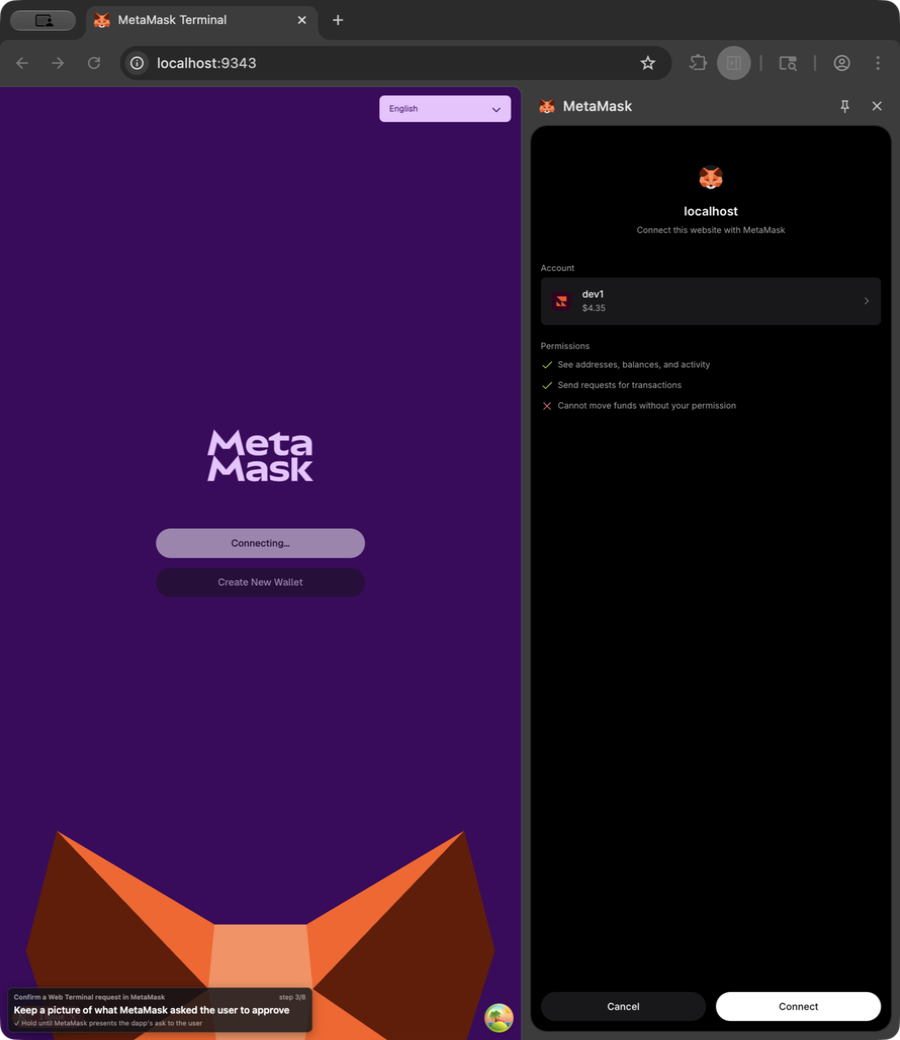 MetaMask Terminal
localhost:9343
English
Meta
Mask
Connecting...
Create New Wallet
Confirm a Web Terminal request in MetaMask
step 3/8
Keep a picture of what MetaMask asked the user to approve
✓ Hold until MetaMask presents the dapp's ask to the user
MetaMask
localhost
Connect this website with MetaMask
Account
dev1
$4.35
Permissions
See addresses, balances, and activity
Send requests for transactions
Cannot move funds without your permission
Cancel
Connect